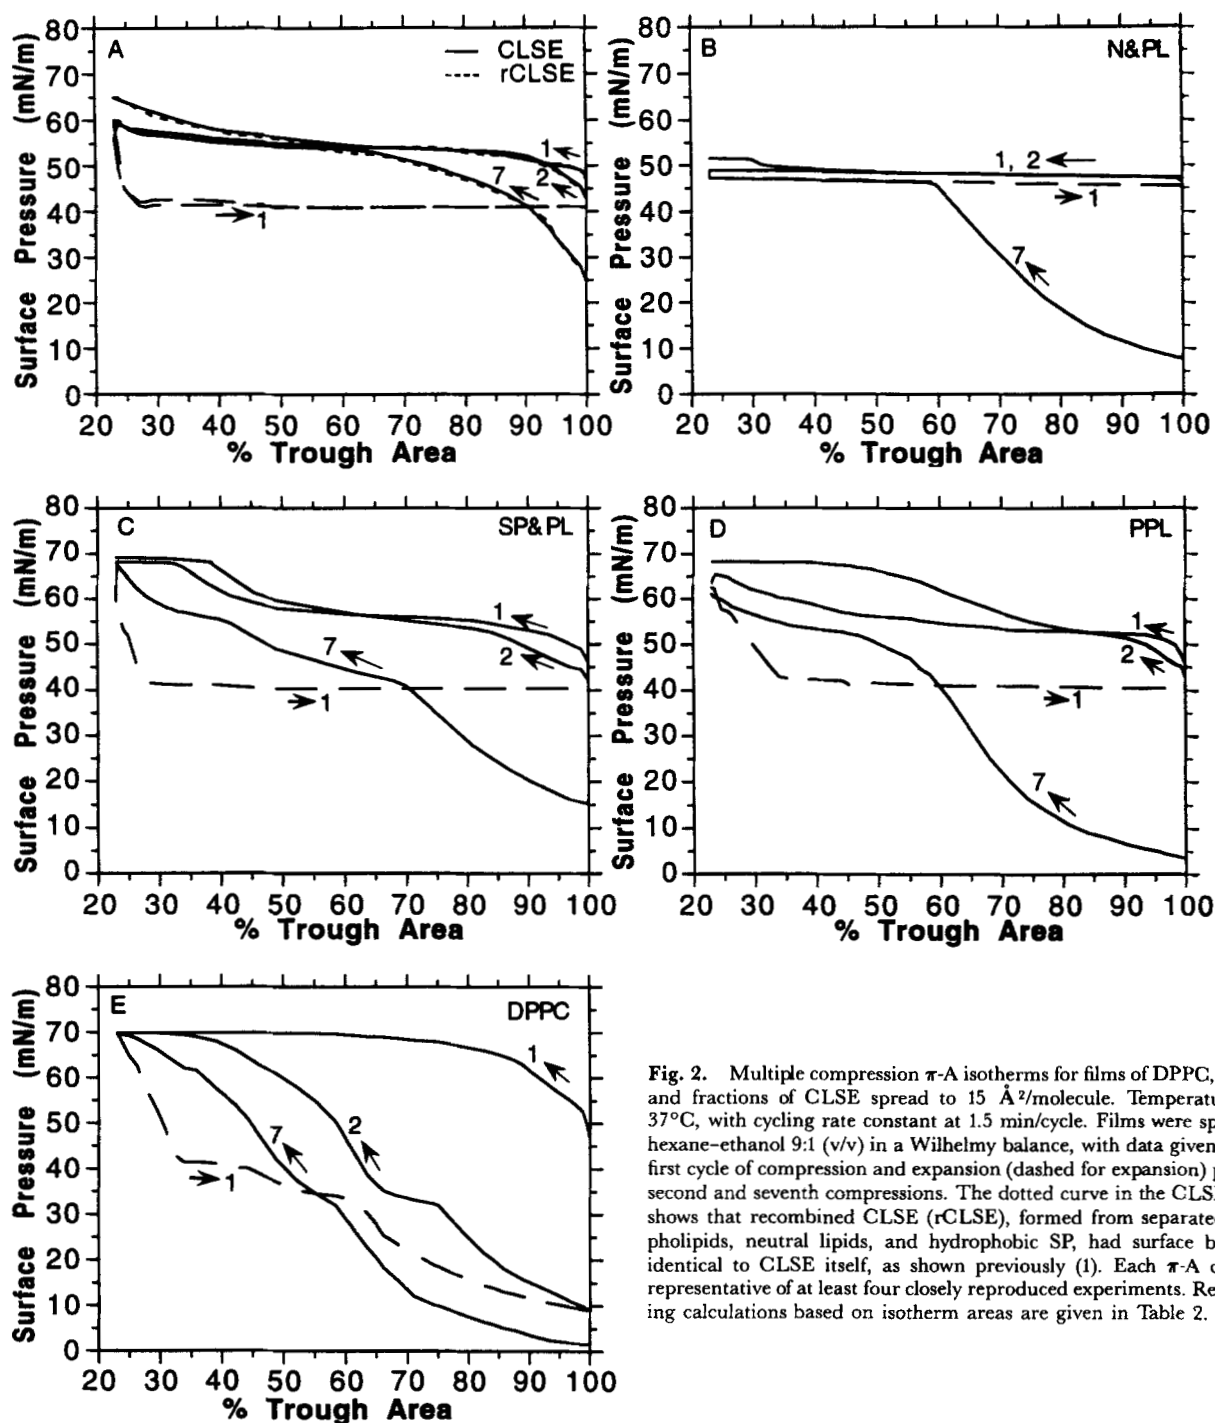 80
70
60
50
40
30
20
10
0
Surface Pressure (mN/m)
A
CLSE
rCLSE
1
2
7
1
20 30 40 50 60 70 80 90 100
% Trough Area
80
70
60
50
40
30
20
10
0
Surface Pressure (mN/m)
B
N&PL
1, 2
1
7
20 30 40 50 60 70 80 90 100
% Trough Area
80
70
60
50
40
30
20
10
0
Surface Pressure (mN/m)
C
SP&PL
1
2
7
1
20 30 40 50 60 70 80 90 100
% Trough Area
80
70
60
50
40
30
20
10
0
Surface Pressure (mN/m)
D
PPL
1
2
1
7
20 30 40 50 60 70 80 90 100
% Trough Area
80
70
60
50
40
30
20
10
0
Surface Pressure (mN/m)
E
DPPC
1
2
7
1
20 30 40 50 60 70 80 90 100
% Trough Area
Fig. 2. Multiple compression π-A isotherms for films of DPPC,
and fractions of CLSE spread to 15 Å²/molecule. Temperatu
37°C, with cycling rate constant at 1.5 min/cycle. Films were sp
hexane-ethanol 9:1 (v/v) in a Wilhelmy balance, with data given
first cycle of compression and expansion (dashed for expansion) p
second and seventh compressions. The dotted curve in the CLS
shows that recombined CLSE (rCLSE), formed from separate
pholipids, neutral lipids, and hydrophobic SP, had surface b
identical to CLSE itself, as shown previously (1). Each π-A c
representative of at least four closely reproduced experiments. Re
ing calculations based on isotherm areas are given in Table 2.